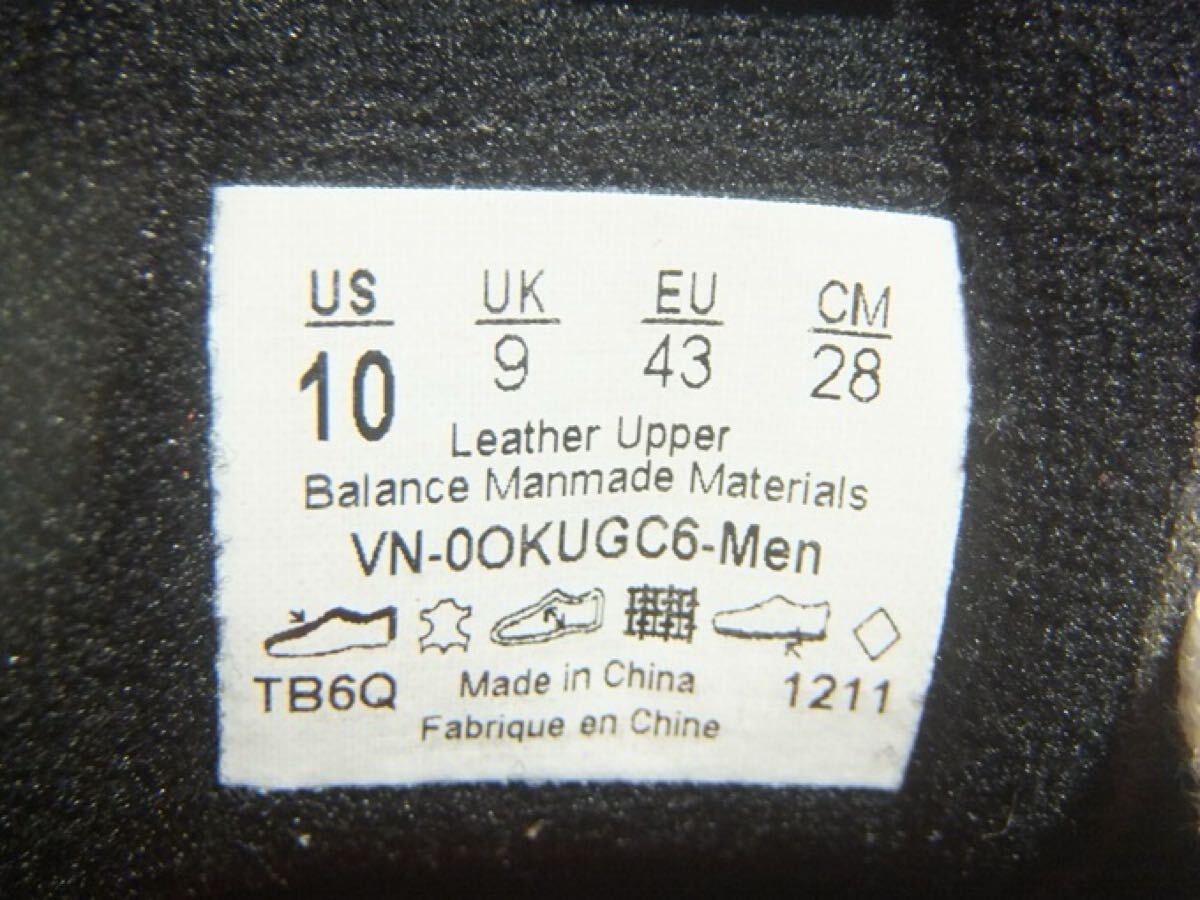 US UK EU CM
10 9 43 28
Leather Upper
Balance Manmade Materials
VN-0OKUGC6-Men
TB6Q Made in China 1211
Fabrique en Chine